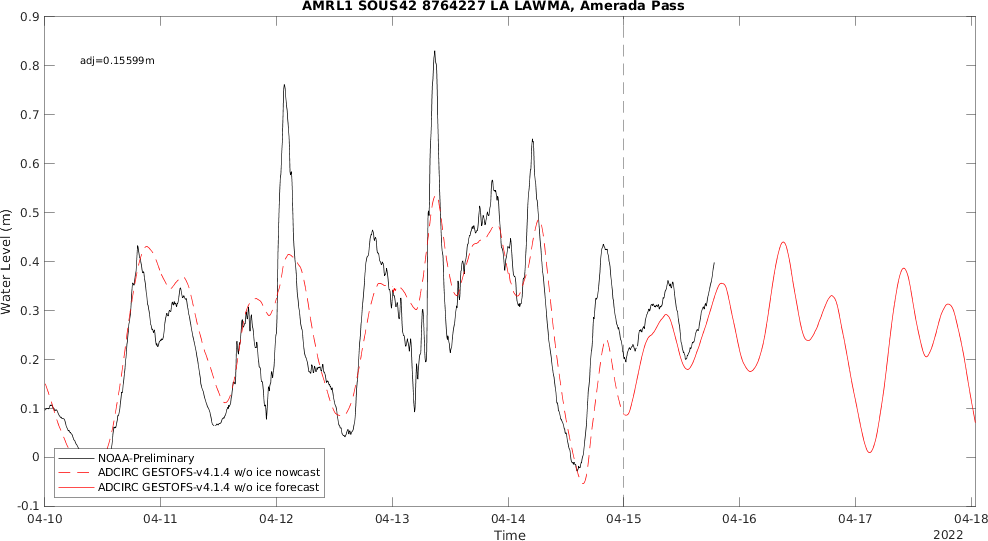 AMRL1 SOUS42 8764227 LA LAWMA, Amerada Pass
adj=0.15599m
Water Level (m)
0.9
0.8
0.7
0.6
0.5
0.4
0.3
0.2
0.1
0
-0.1
NOAA-Preliminary
ADCIRC GESTOFS-v4.1.4 w/o ice nowcast
ADCIRC GESTOFS-v4.1.4 w/o ice forecast
04-10 04-11 04-12 04-13 04-14 04-15 04-16 04-17 04-18
Time
2022